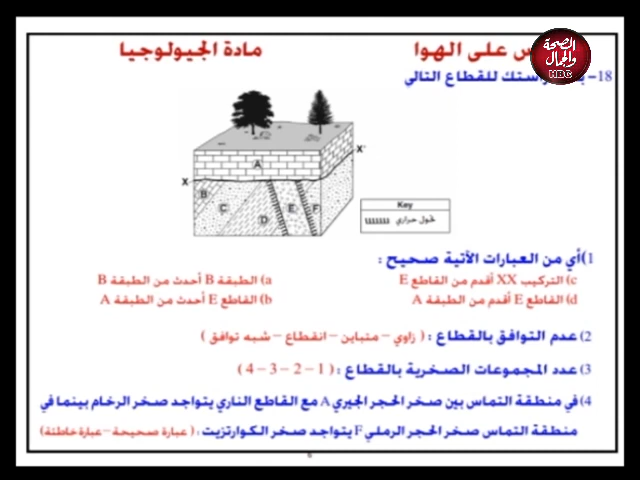 س على الهوا
مادة الجيولوجيا
الصحة
والجمال
HBC
18- بـ راستك للقطاع التالي
A
X
X'
B
C
D
E
F
Key
تحول حراري
1)أي من العبارات الآتية صحيح :
c) التركيب XX أقدم من القاطع E
a) الطبقة B أحدث من الطبقة B
d) القاطع E أقدم من الطبقة A
b) القاطع E أحدث من الطبقة A
2) عدم التوافق بالقطاع : ( زاوي – متباين – انقطاع – شبه توافق )
3) عدد المجموعات الصخرية بالقطاع : ( 1 – 2 – 3 – 4 )
4) في منطقة التماس بين صخر الحجر الجيري A مع القاطع الناري يتواجد صخر الرخام بينما في
منطقة التماس صخر الحجر الرملي F يتواجد صخر الكوارتزيت : ( عبارة صحيحة – عبارة خاطئة )